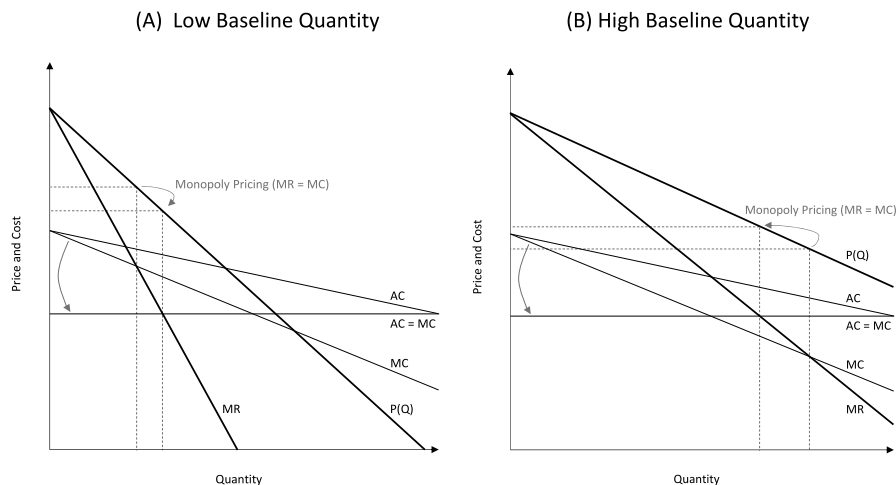 (A)  Low Baseline Quantity
Price and Cost
Monopoly Pricing (MR = MC)
AC
AC = MC
MC
MR
P(Q)
Quantity
(B) High Baseline Quantity
Price and Cost
Monopoly Pricing (MR = MC)
P(Q)
AC
AC = MC
MC
MR
Quantity